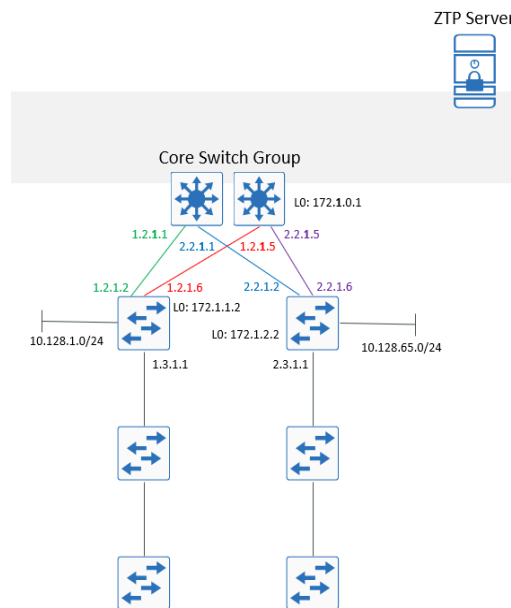 ZTP Server
Core Switch Group
L0: 172.1.0.1
1.2.1.1
2.2.1.1
1.2.1.5
2.2.1.5
1.2.1.2
1.2.1.6
2.2.1.2
2.2.1.6
L0: 172.1.1.2
L0: 172.1.2.2
10.128.1.0/24
10.128.65.0/24
1.3.1.1
2.3.1.1